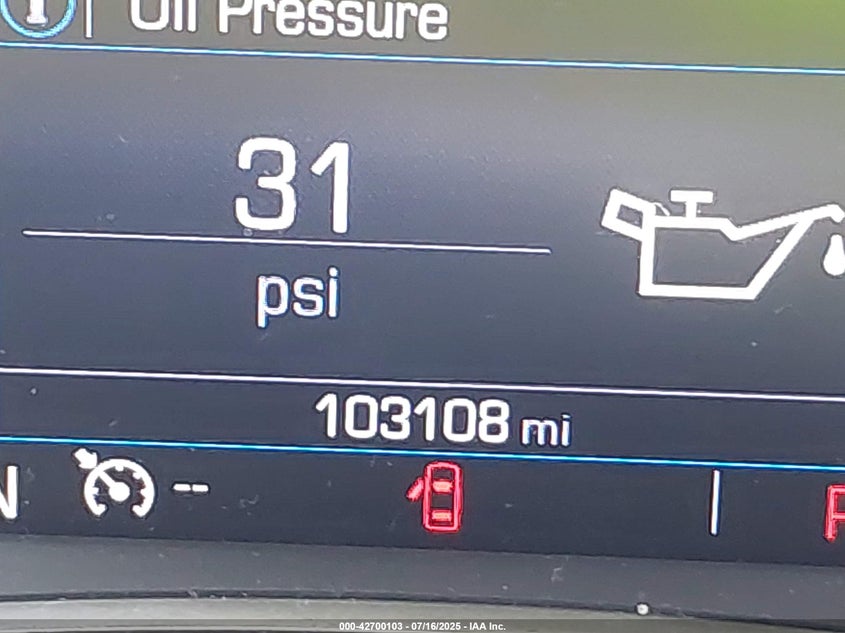 Oil Pressure
31
psi
103108 mi
N
--
000-42700103 - 07/16/2025 - IAA Inc.